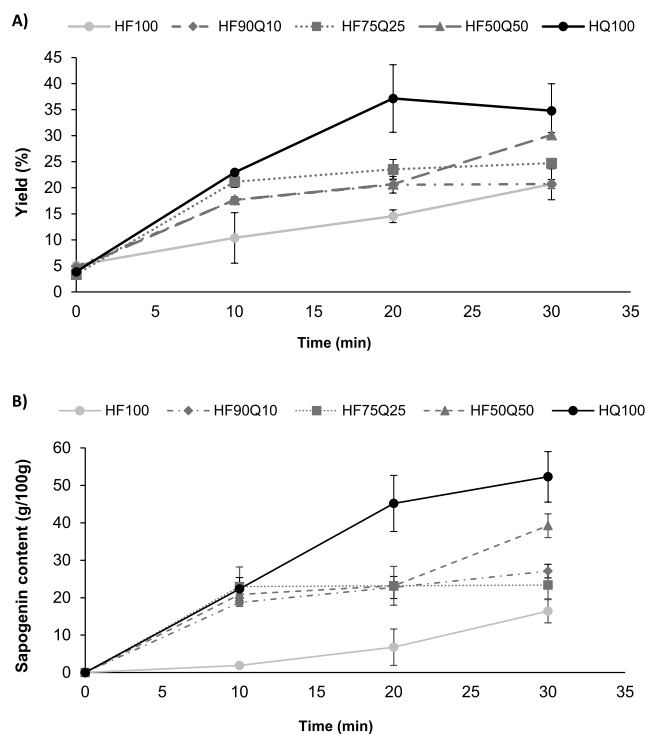 A)
HF100 HF90Q10 HF75Q25 HF50Q50 HQ100
45
40
35
30
25
20
15
10
5
0
Yield (%)
0 5 10 15 20 25 30 35
Time (min)
B)
HF100 HF90Q10 HF75Q25 HF50Q50 HQ100
60
50
40
30
20
10
0
Sapogenin content (g/100g)
0 5 10 15 20 25 30 35
Time (min)